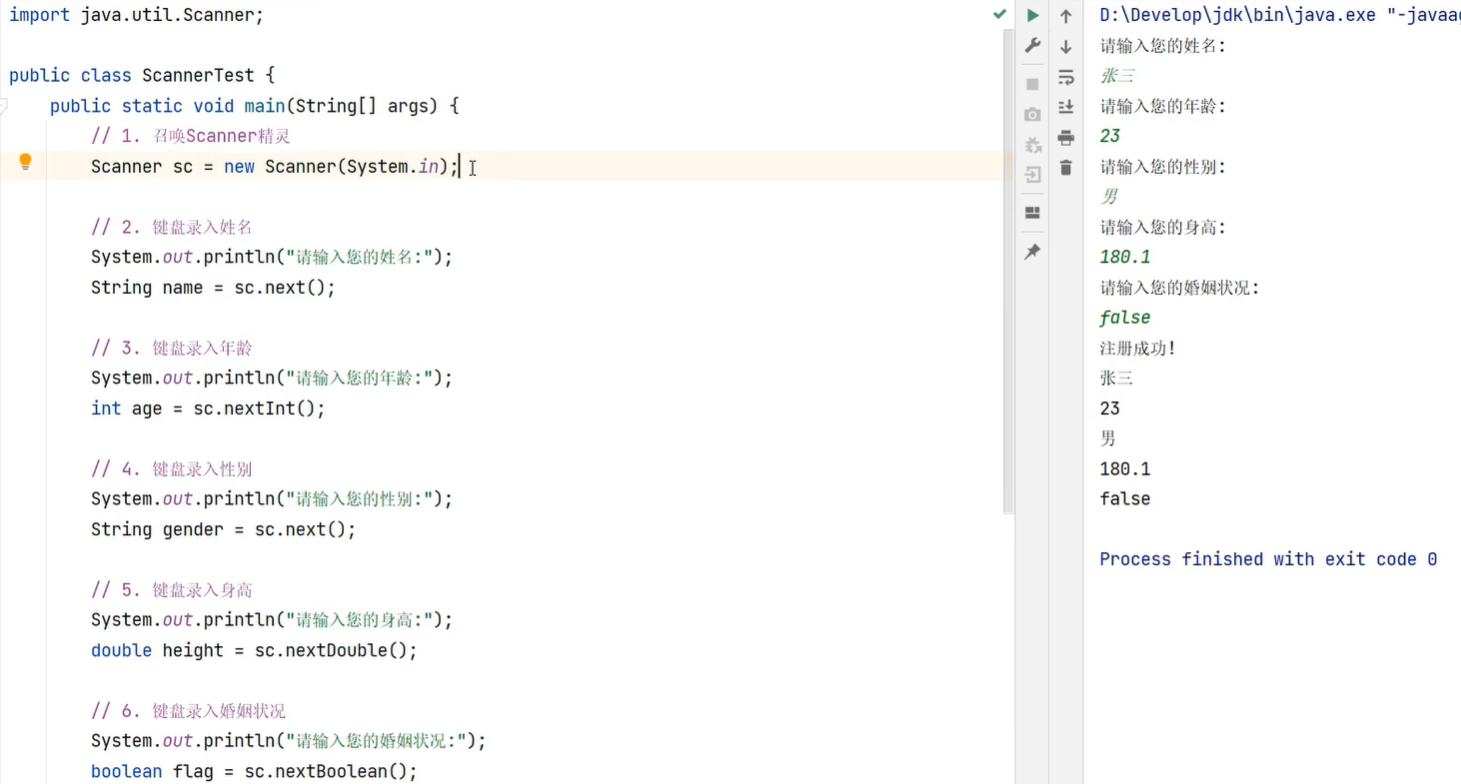 import java.util.Scanner;
public class ScannerTest {
public static void main(String[] args) {
// 1. 召唤Scanner精灵
Scanner sc = new Scanner(System.in);
// 2. 键盘录入姓名
System.out.println("请输入您的姓名:");
String name = sc.next();
// 3. 键盘录入年龄
System.out.println("请输入您的年龄:");
int age = sc.nextInt();
// 4. 键盘录入性别
System.out.println("请输入您的性别:");
String gender = sc.next();
// 5. 键盘录入身高
System.out.println("请输入您的身高:");
double height = sc.nextDouble();
// 6. 键盘录入婚姻状况
System.out.println("请输入您的婚姻状况:");
boolean flag = sc.nextBoolean();
D:\Develop\jdk\bin\java.exe "-javaag
请输入您的姓名:
张三
请输入您的年龄:
23
请输入您的性别:
男
请输入您的身高:
180.1
请输入您的婚姻状况:
false
注册成功!
张三
23
男
180.1
false
Process finished with exit code 0